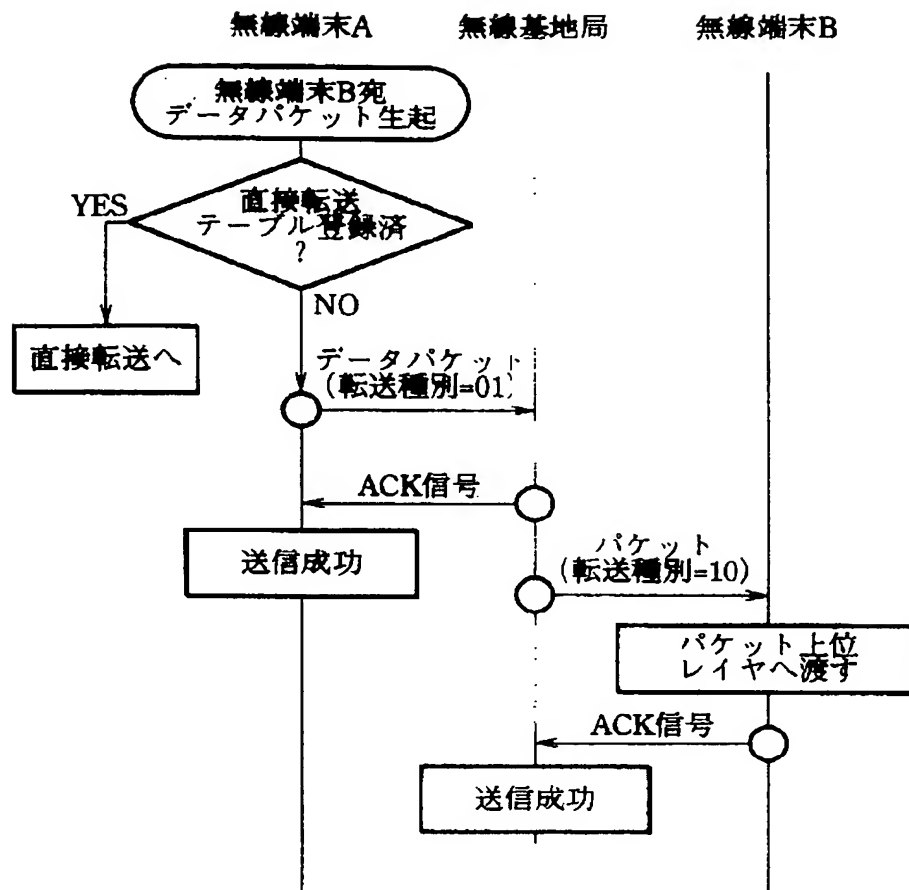 無線端末A
無線基地局
無線端末B
無線端末B宛
データパケット生起
直接転送
テーブル登録済
?
YES
NO
直接転送へ
データパケット
(転送種別=01)
ACK信号
送信成功
パケット
(転送種別=10)
パケット上位
レイヤへ渡す
ACK信号
送信成功